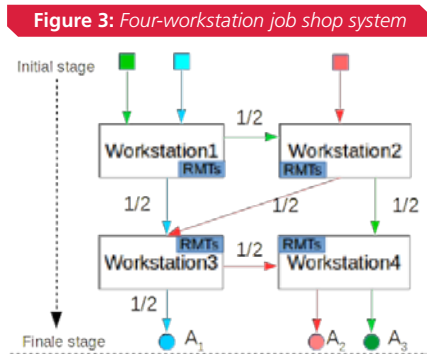 Figure 3: Four-workstation job shop system
Initial stage
1/2
Workstation1
RMTs
Workstation2
RMTs
1/2
1/2
1/2
RMTs
Workstation3
1/2
RMTs
Workstation4
1/2
Finale stage
A1
A2
A3